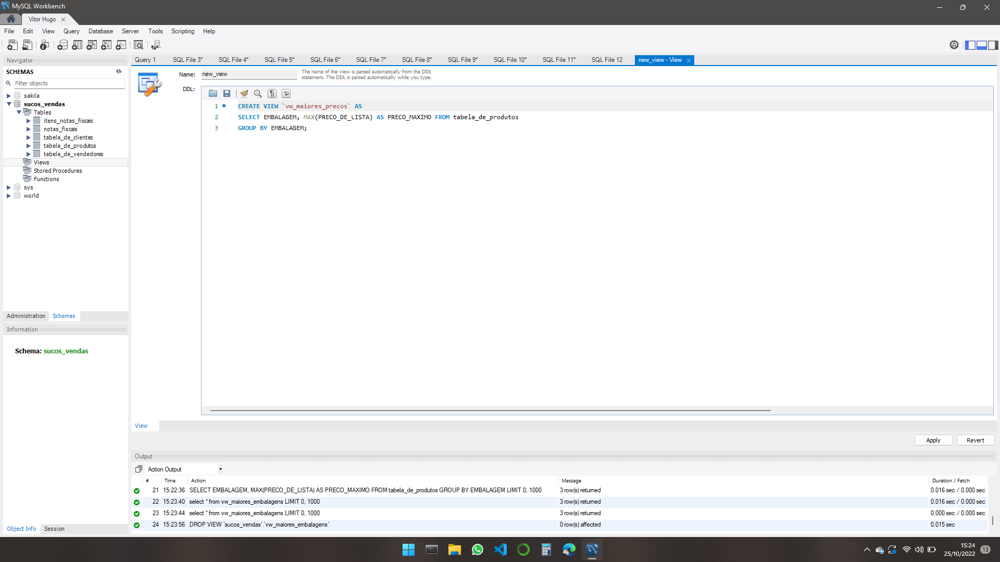 MySQL Workbench
Vitor Hugo
File Edit View Query Database Server Tools Scripting Help
Navigator
SCHEMAS
Filter objects
sakila
sucos_vendas
Tables
itens_notas_fiscais
notas_fiscais
tabela_de_clientes
tabela_de_produtos
tabela_de_vendedores
Views
Stored Procedures
Functions
sys
world
Administration Schemas
Information
Schema: sucos_vendas
Object Info Session
Query 1 SQL File 3* SQL File 4* SQL File 5* SQL File 6* SQL File 7* SQL File 8* SQL File 9* SQL File 10* SQL File 11* SQL File 12 new_view - View
Name: new_view
The name of the view is parsed automatically from the DDL
statement. The DDL is parsed automatically while you type.
DDL:
1 CREATE VIEW `vw_maiores_precos` AS
2 SELECT EMBALAGEM, MAX(PRECO_DE_LISTA) AS PRECO_MAXIMO FROM tabela_de_produtos
3 GROUP BY EMBALAGEM;
View
Apply Revert
Output
Action Output
# Time Action Message Duration / Fetch
21 15:22:36 SELECT EMBALAGEM, MAX(PRECO_DE_LISTA) AS PRECO_MAXIMO FROM tabela_de_produtos GROUP BY EMBALAGEM LIMIT 0, 1000 3 row(s) returned 0.016 sec / 0.000 sec
22 15:23:40 select * from vw_maiores_embalagens LIMIT 0, 1000 3 row(s) returned 0.016 sec / 0.000 sec
23 15:23:44 select * from vw_maiores_embalagens LIMIT 0, 1000 3 row(s) returned 0.000 sec / 0.000 sec
24 15:23:56 DROP VIEW `sucos_vendas`.`vw_maiores_embalagens` 0 row(s) affected 0.015 sec
15:24
25/10/2022
13